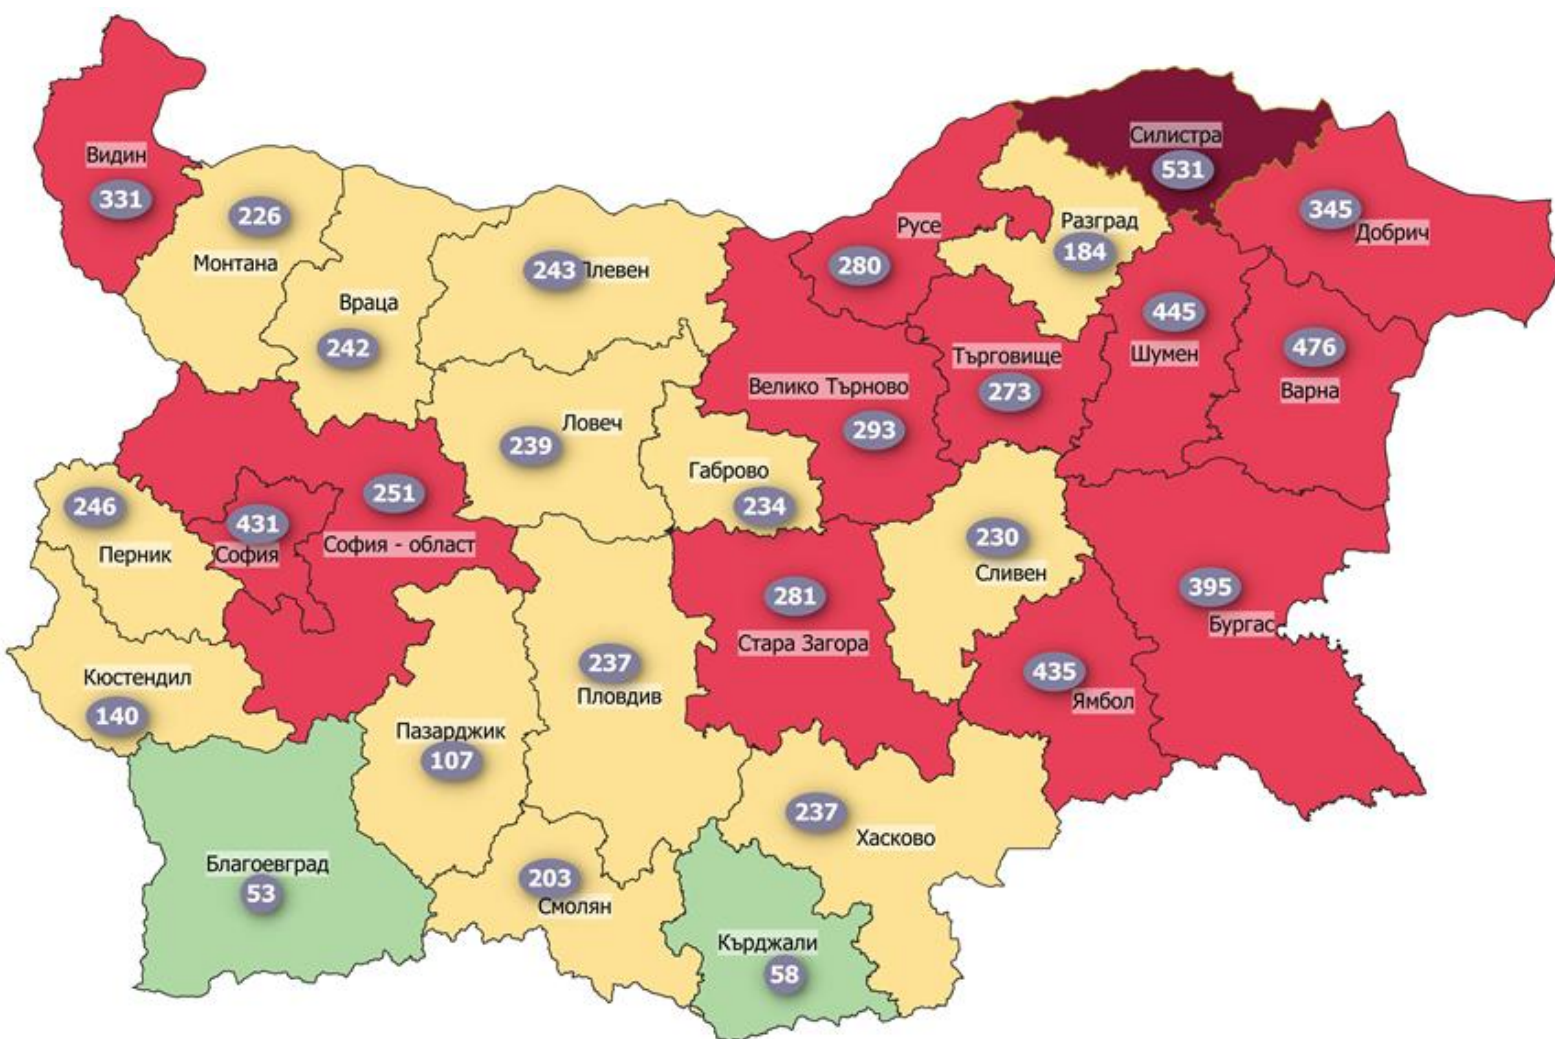 Видин
331
226
Монтана
Враца
242
243
Плевен
Русе
280
Силистра
531
Разград
184
345
Добрич
445
Шумен
476
Варна
Търговище
273
Велико Търново
293
Ловеч
239
Габрово
234
246
Перник
431
София
251
София - област
230
Сливен
281
Стара Загора
395
Бургас
435
Ямбол
Кюстендил
140
237
Пловдив
Пазарджик
107
237
Хасково
Благоевград
53
203
Смолян
Кърджали
58